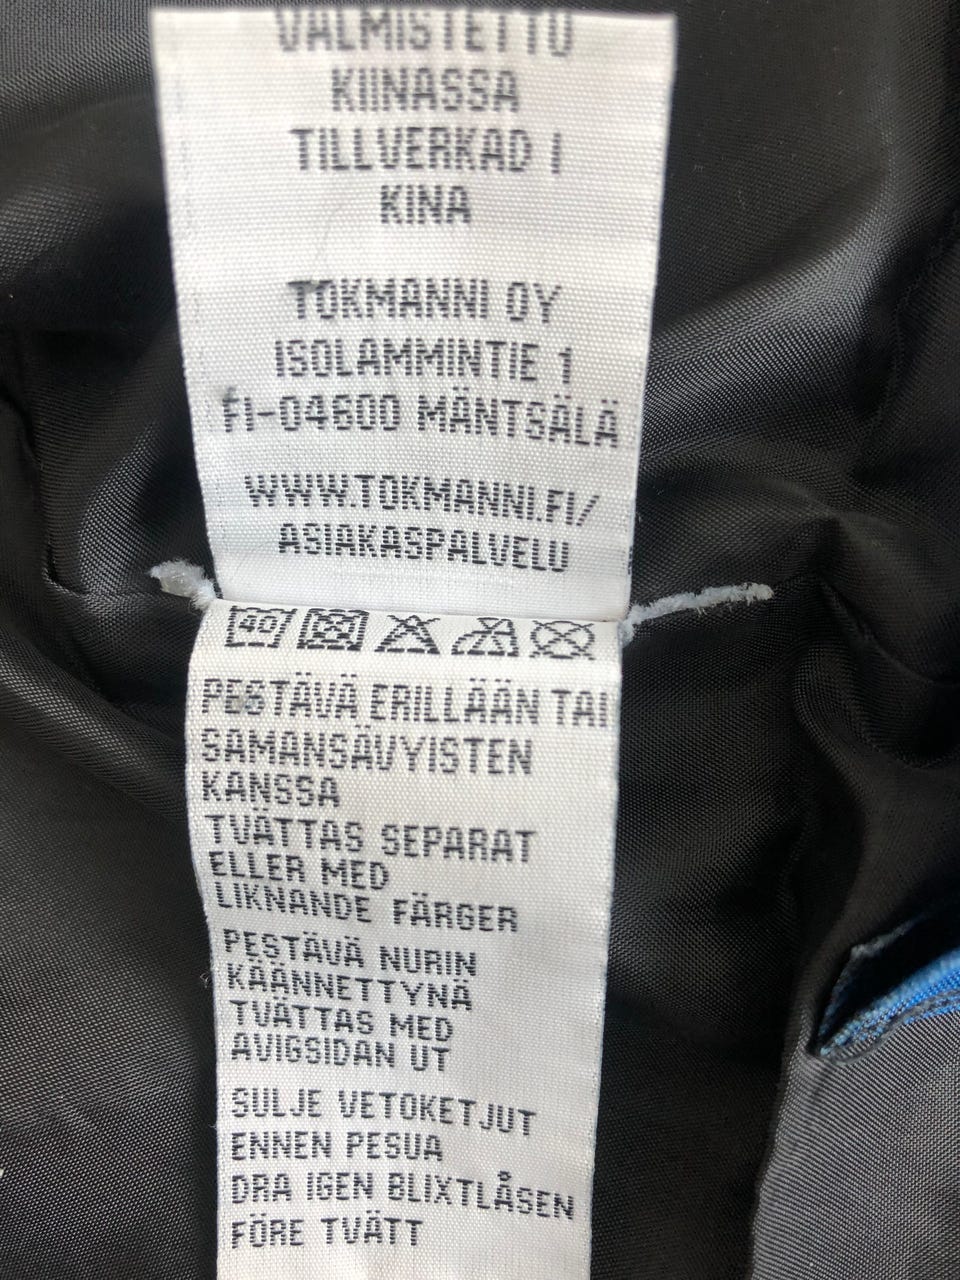 VALMISTETTU
KIINASSA
TILLVERKAD I
KINA
TOKMANNI OY
ISOLAMMINTIE 1
FI-04600 MÄNTSÄLÄ
WWW.TOKMANNI.FI/
ASIAKASPALVELU
40
PESTÄVÄ ERILLÄÄN TAI
SAMANSÄVYISTEN
KANSSA
TVÄTTAS SEPARAT
ELLER MED
LIKNANDE FÄRGER
PESTÄVÄ NURIN
KÄÄNNETTYNÄ
TVÄTTAS MED
AVIGSIDAN UT
SULJE VETOKETJUT
ENNEN PESUA
DRA IGEN BLIXTLÅSEN
FÖRE TVÄTT